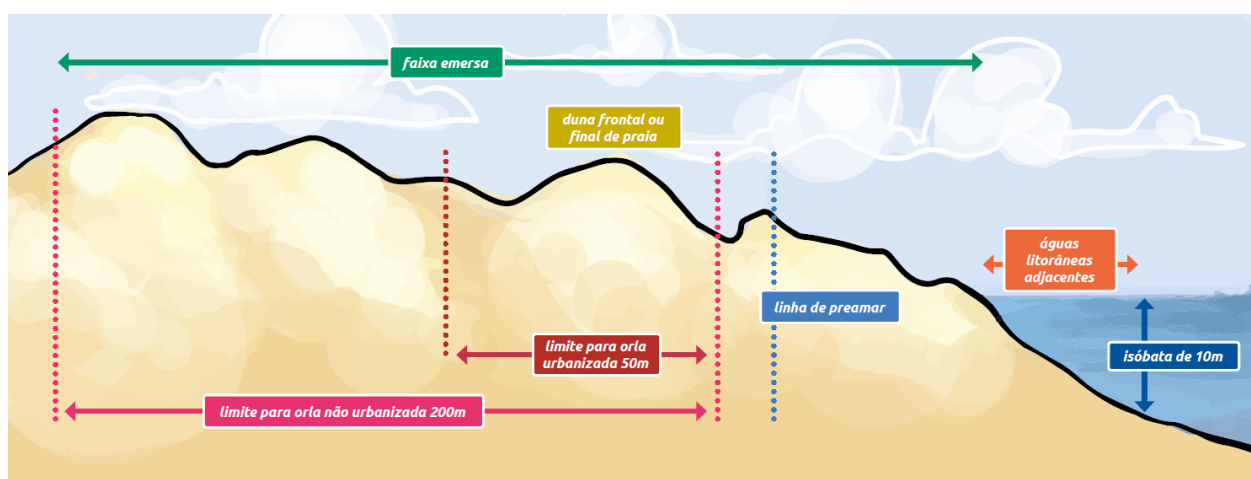 faixa emersa
duna frontal ou
final de praia
águas
litorâneas
adjacentes
linha de preamar
limite para orla
urbanizada 50m
isóbata de 10m
limite para orla não urbanizada 200m